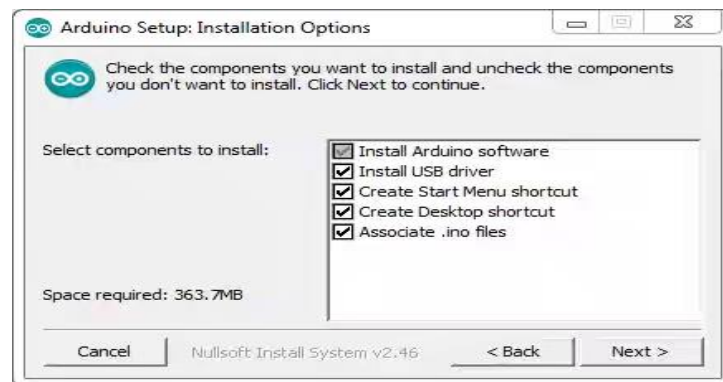 Arduino Setup: Installation Options
Check the components you want to install and uncheck the components
you don't want to install. Click Next to continue.
Select components to install:
Install Arduino software
Install USB driver
Create Start Menu shortcut
Create Desktop shortcut
Associate .ino files
Space required: 363.7MB
Cancel
Nullsoft Install System v2.46
< Back
Next >